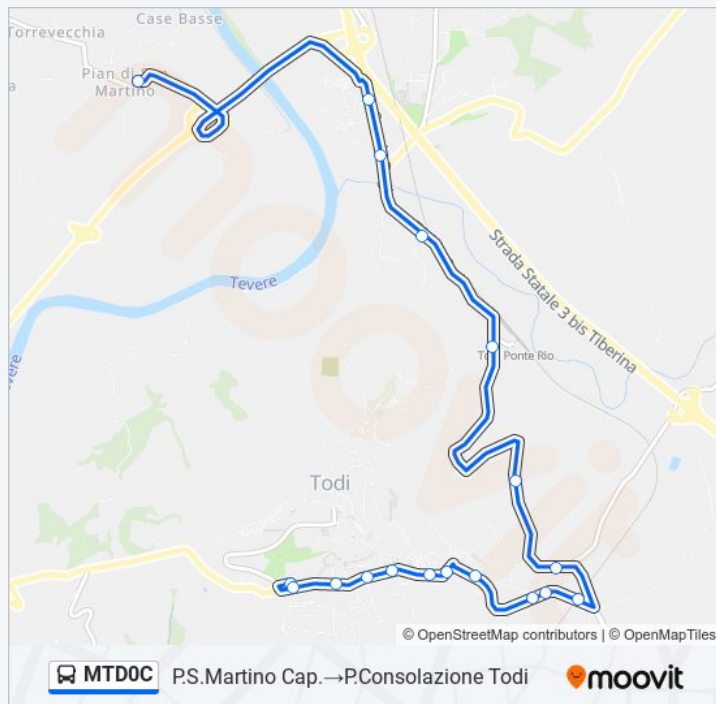 Case Basse
Torrevecchia
Pian di
Martino
Tevere
Strada Statale 3 bis Tiberina
Ponte Rio
Todi
© OpenStreetMap contributors | © OpenMapTiles
MTD0C P.S.Martino Cap.→P.Consolazione Todi
moovit